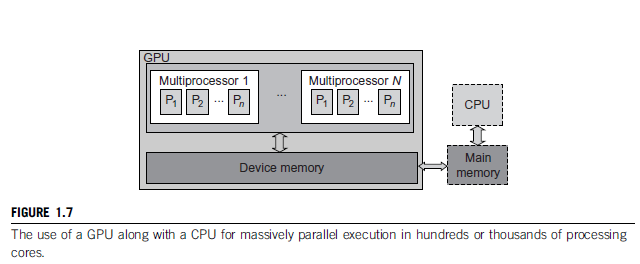 GPU
Multiprocessor 1
P1 P2 ... Pn
...
Multiprocessor N
P1 P2 ... Pn
Device memory
CPU
Main
memory
FIGURE 1.7
The use of a GPU along with a CPU for massively parallel execution in hundreds or thousands of processing
cores.